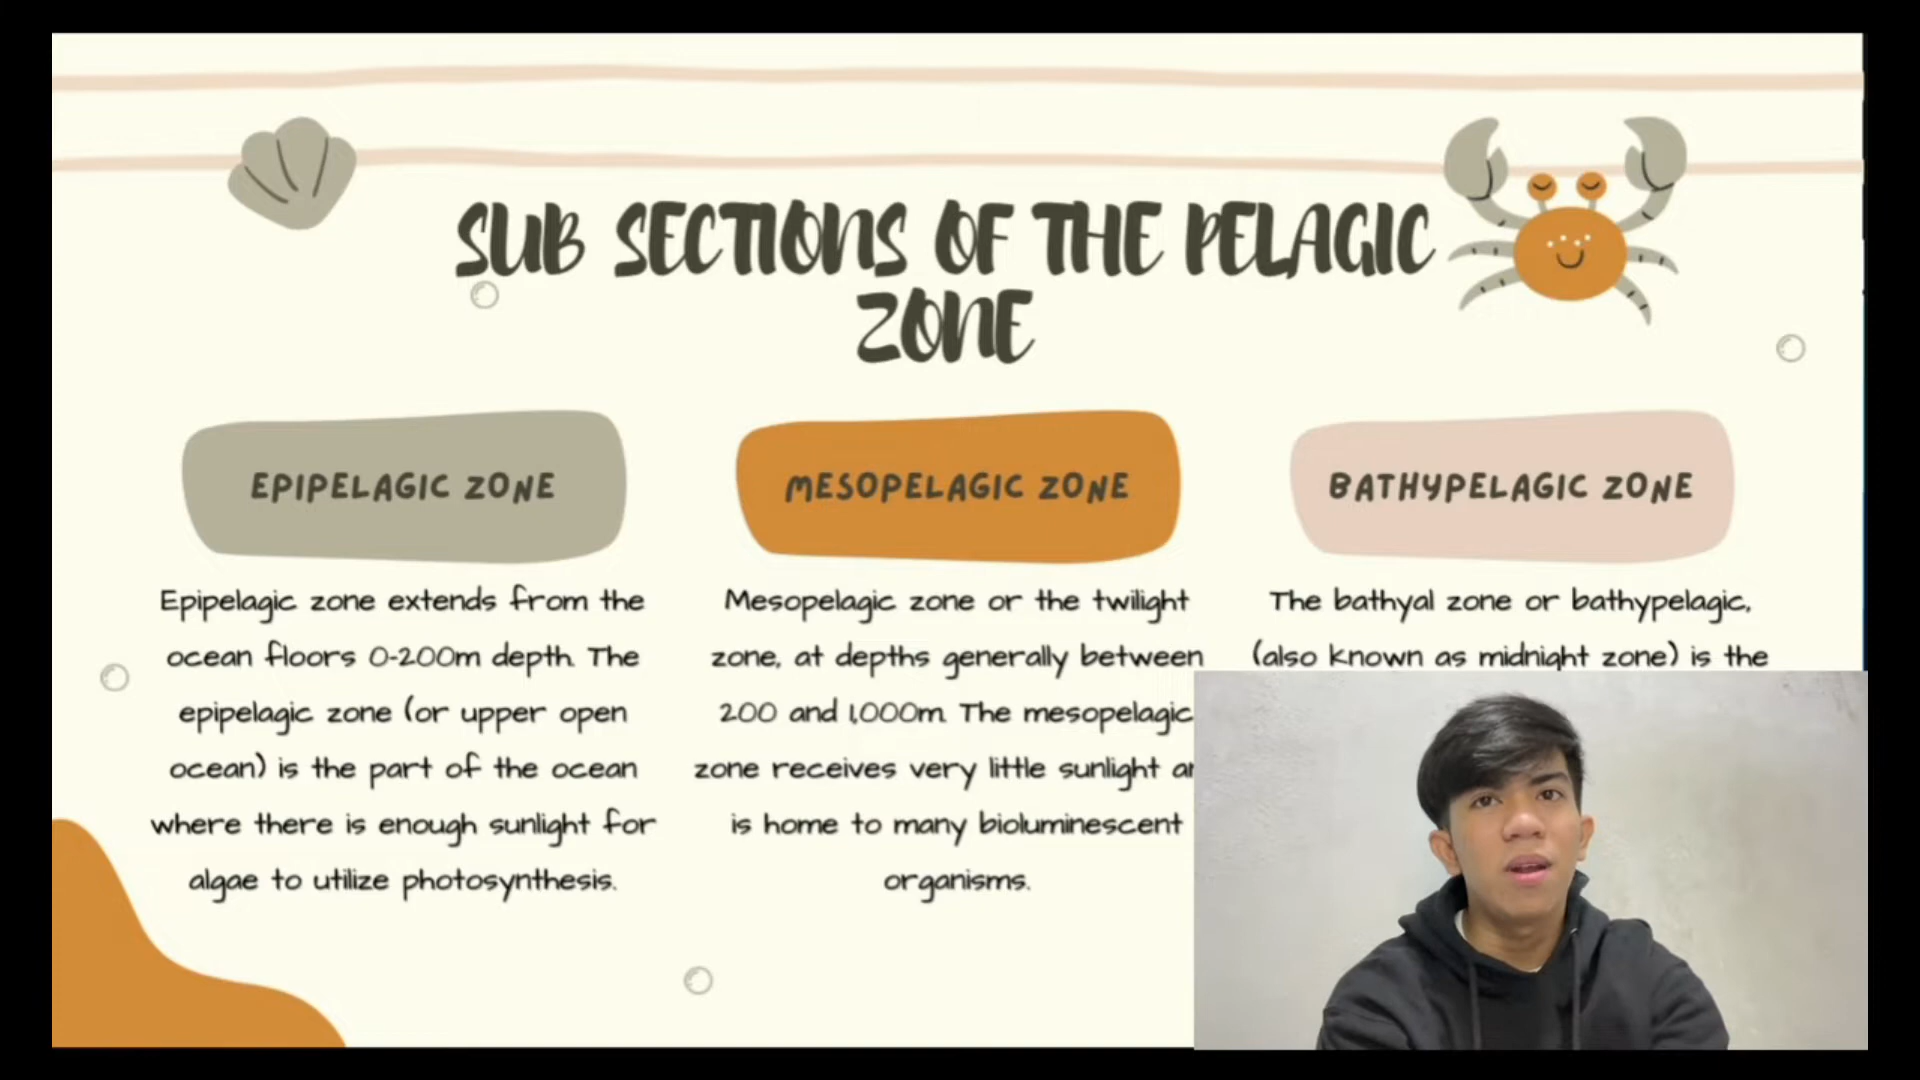 SUB SECTIONS OF THE PELAGIC
ZONE
EPIPELAGIC ZONE
Epipelagic zone extends from the
ocean floors 0-200m depth. The
epipelagic zone (or upper open
ocean) is the part of the ocean
where there is enough sunlight for
algae to utilize photosynthesis.
MESOPELAGIC ZONE
Mesopelagic zone or the twilight
zone, at depths generally between
200 and 1,000m. The mesopelagic
zone receives very little sunlight
is home to many bioluminescent
organisms.
BATHYPELAGIC ZONE
The bathyal zone or bathypelagic,
(also known as midnight zone) is the